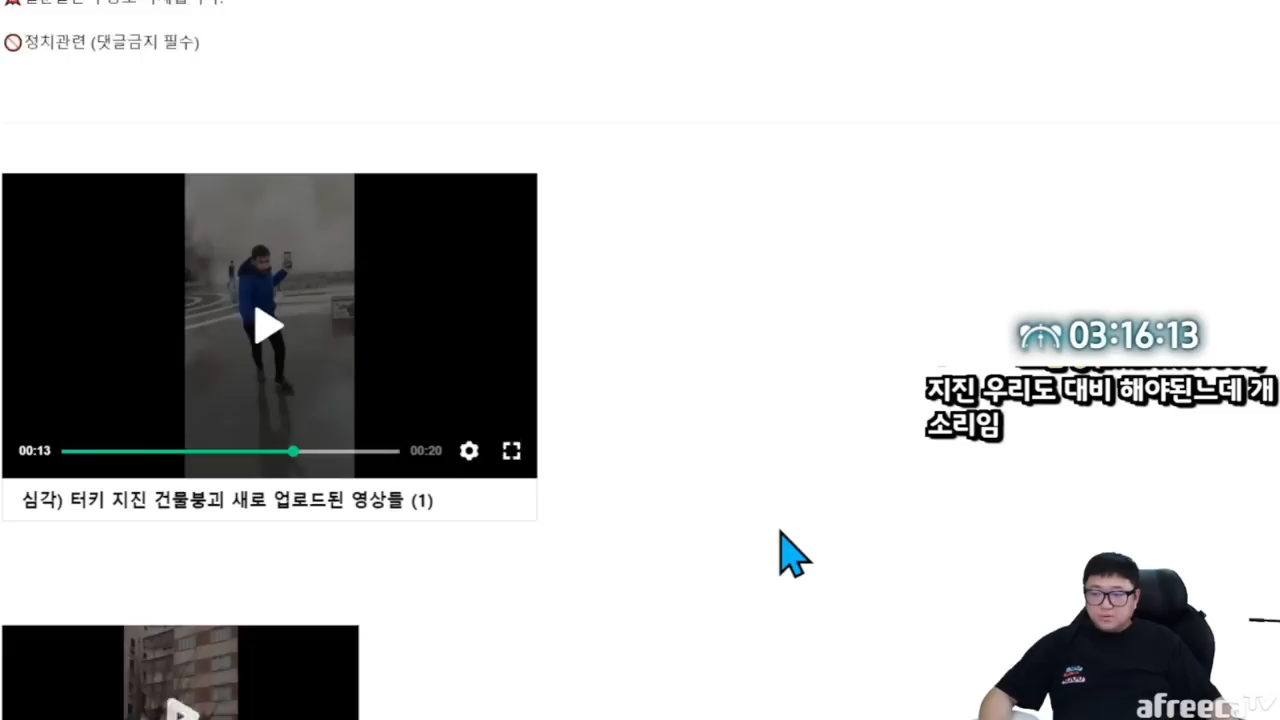 정치관련 (댓글금지 필수)
03:16:13
지진 우리도 대비 해야된느데 개
소리임
00:13
00:20
심각) 터키 지진 건물붕괴 새로 업로드된 영상들 (1)
afreecaTV